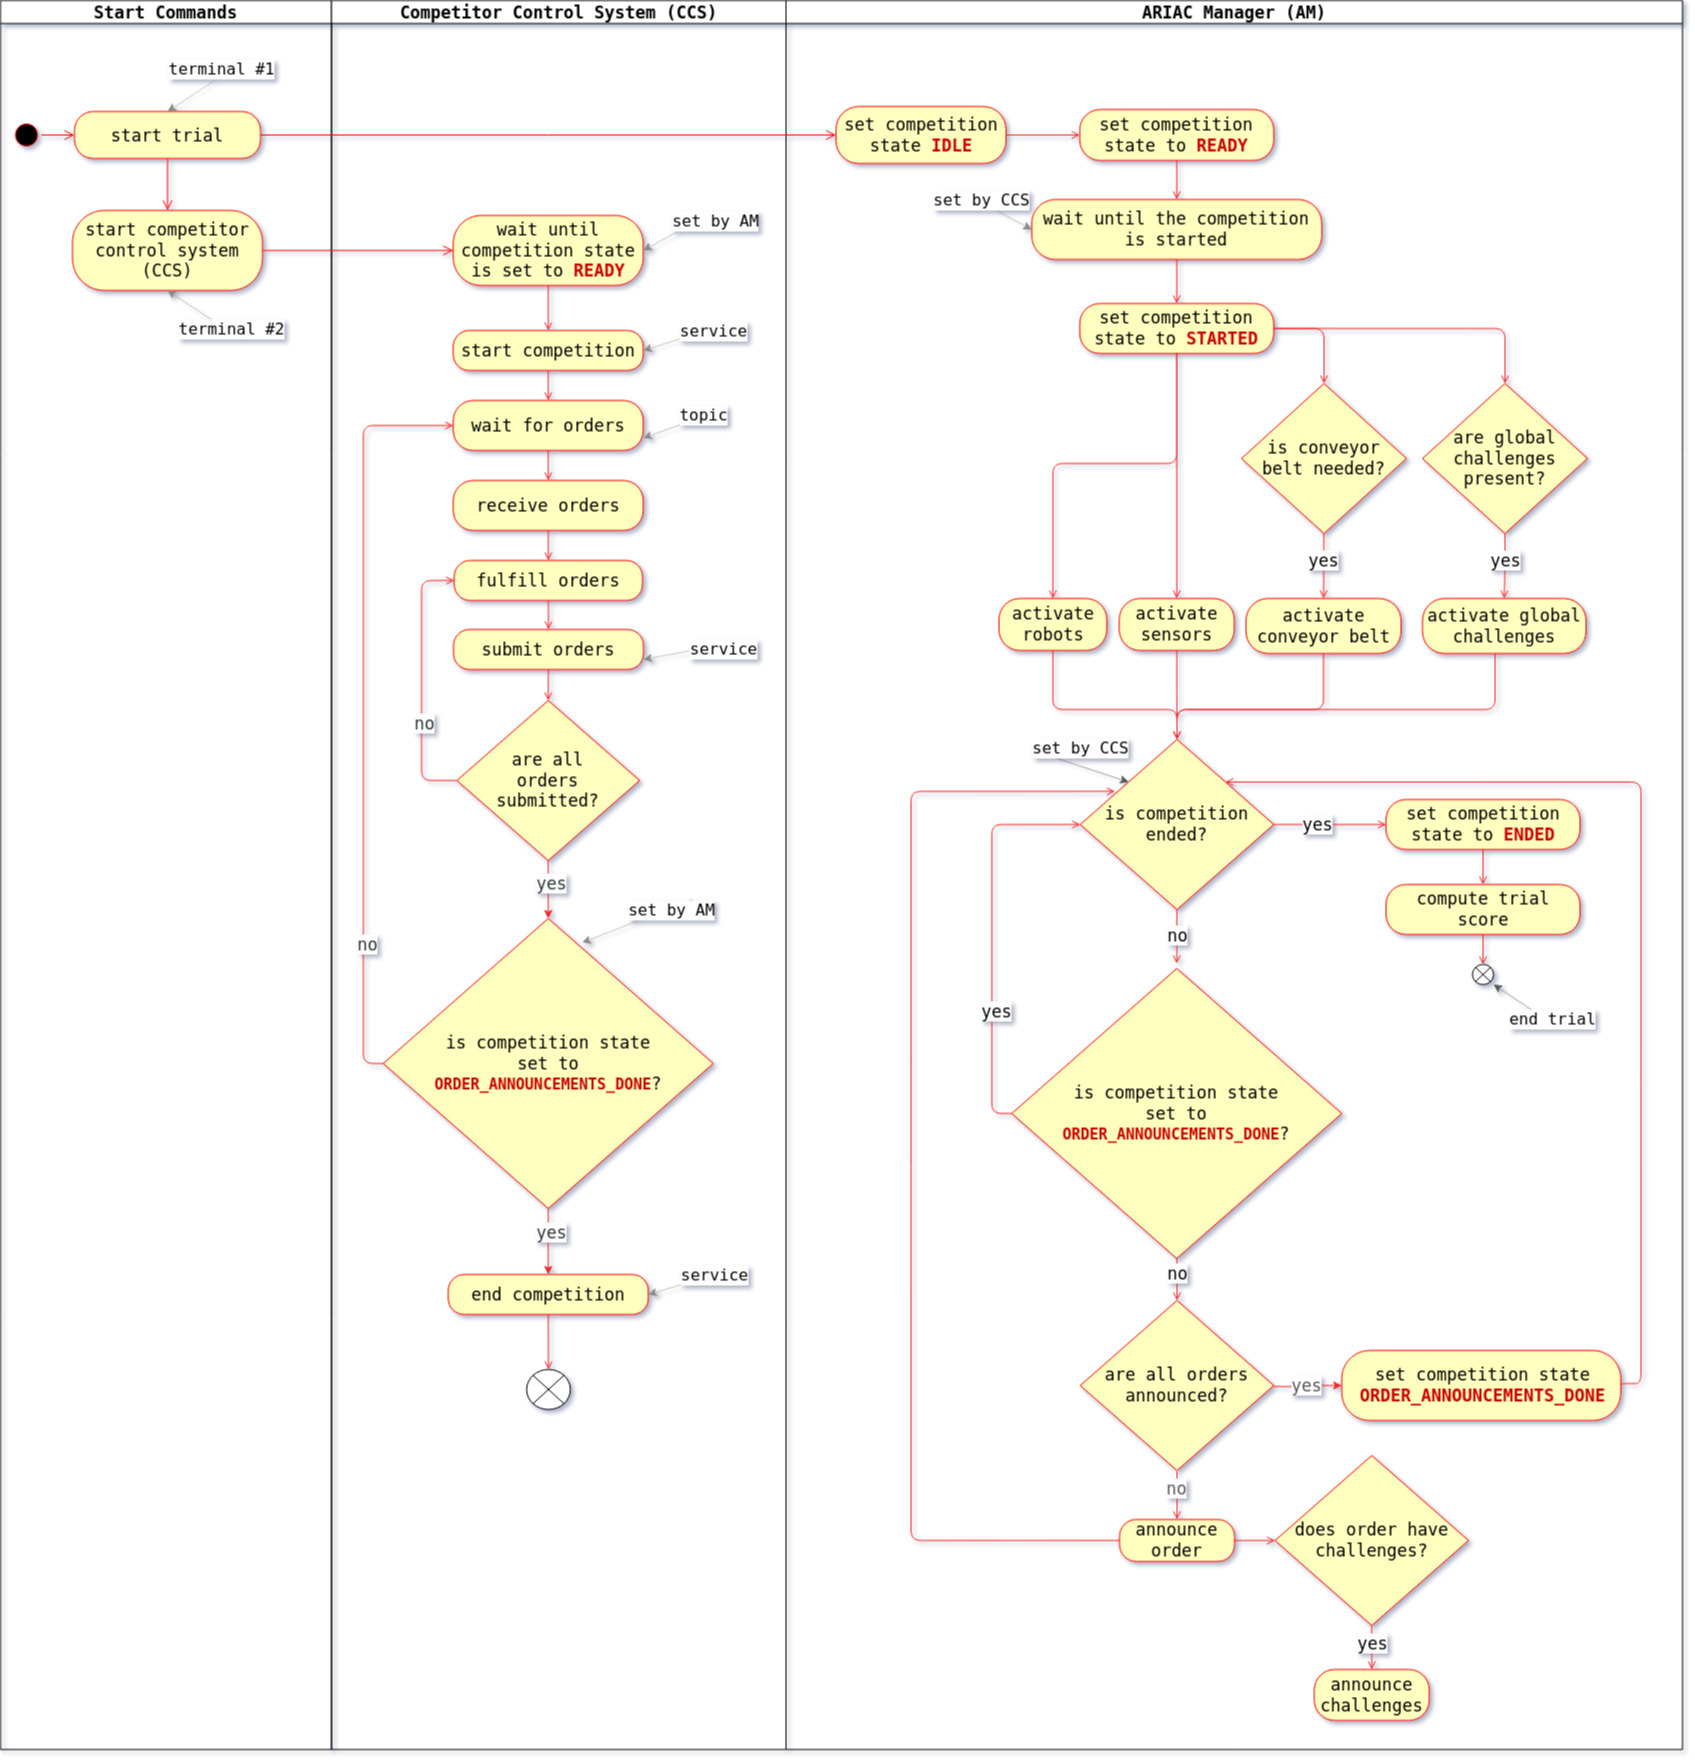 Start Commands
Competitor Control System (CCS)
ARIAC Manager (AM)
terminal #1
start trial
start competitor
control system
(CCS)
terminal #2
wait until
competition state
is set to READY
set by AM
start competition
service
wait for orders
topic
receive orders
fulfill orders
submit orders
service
no
are all
orders
submitted?
yes
set by AM
no
is competition state
set to
ORDER_ANNOUNCEMENTS_DONE?
yes
end competition
service
set competition
state IDLE
set competition
state to READY
set by CCS
wait until the competition
is started
set competition
state to STARTED
is conveyor
belt needed?
are global
challenges
present?
yes
yes
activate
robots
activate
sensors
activate
conveyor belt
activate global
challenges
set by CCS
is competition
ended?
yes
set competition
state to ENDED
compute trial
score
end trial
no
yes
is competition state
set to
ORDER_ANNOUNCEMENTS_DONE?
no
are all orders
announced?
yes
set competition state
ORDER_ANNOUNCEMENTS_DONE
no
announce
order
does order have
challenges?
yes
announce
challenges